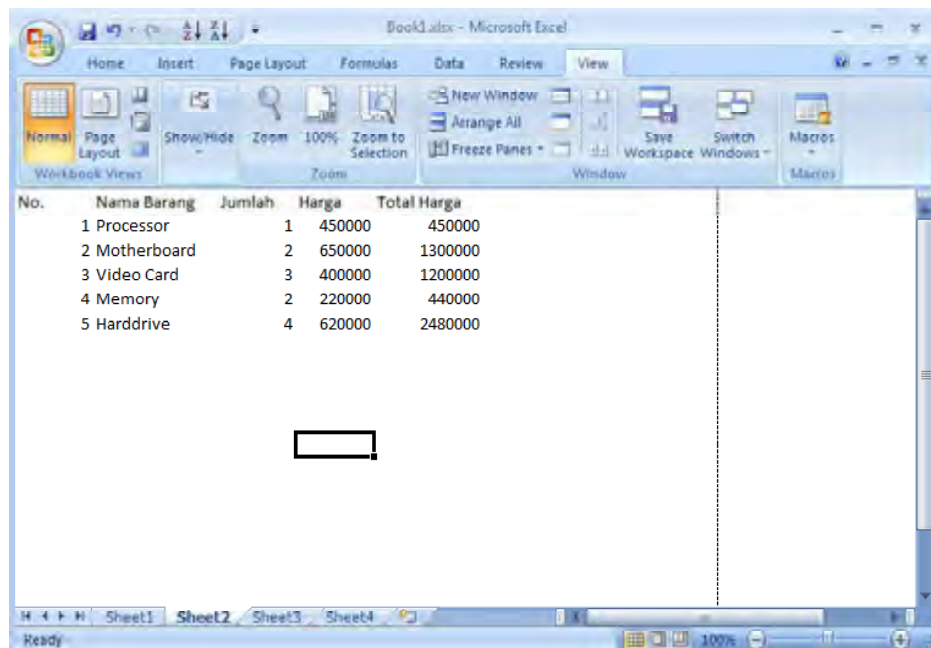 Book1.xlsx - Microsoft Excel
Home Insert Page Layout Formulas Data Review View
Normal Page Layout Show/Hide Zoom 100% Zoom to Selection New Window Arrange All Freeze Panes Save Workspace Switch Windows Macros
Workbook Views Zoom Window Macros
No. Nama Barang Jumlah Harga Total Harga
1 Processor 1 450000 450000
2 Motherboard 2 650000 1300000
3 Video Card 3 400000 1200000
4 Memory 2 220000 440000
5 Harddrive 4 620000 2480000
Sheet1 Sheet2 Sheet3 Sheet4
Ready 100%